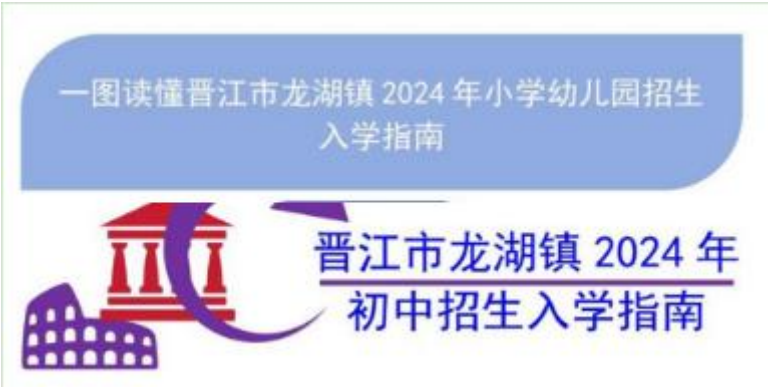 一图读懂晋江市龙湖镇 2024 年小学幼儿园招生
入学指南
晋江市龙湖镇 2024 年
初中招生入学指南